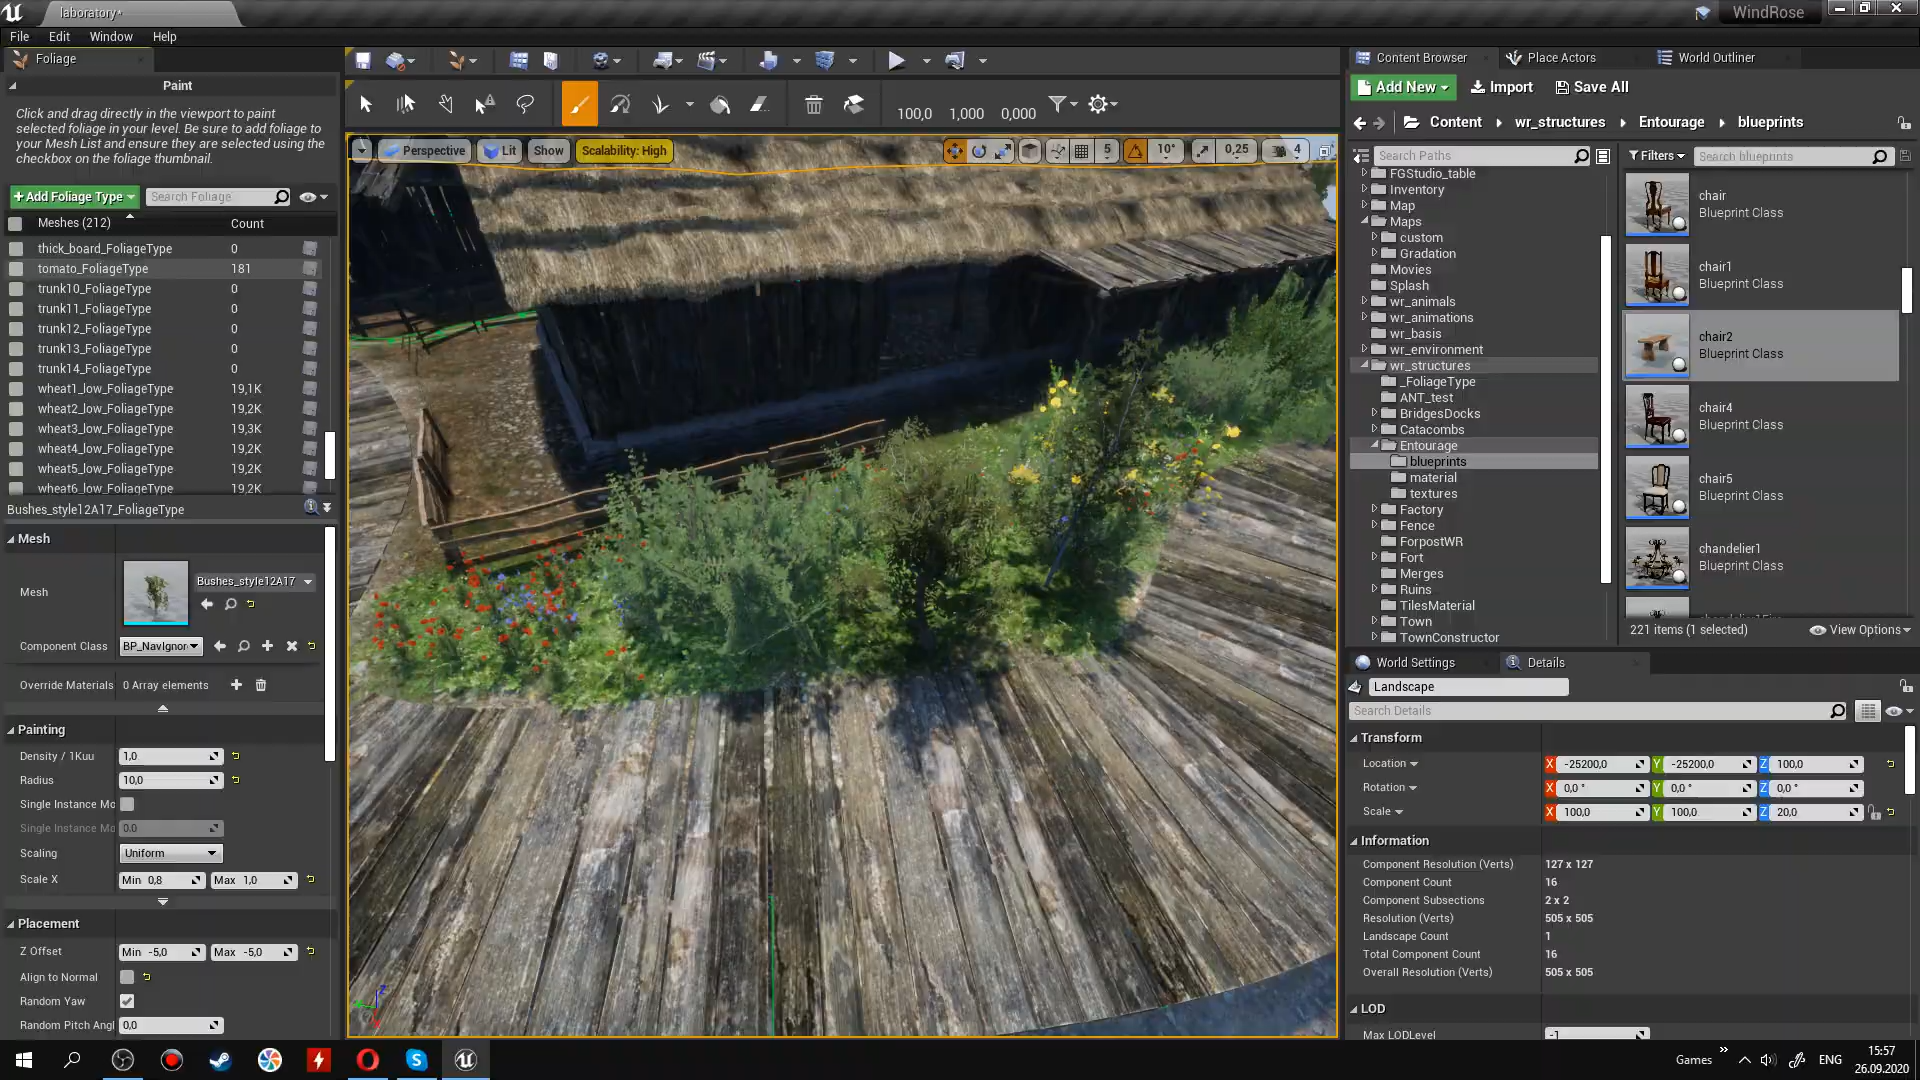 laboratory*
WindRose
File Edit Window Help
Foliage
Paint
Click and drag directly in the viewport to paint
selected foliage in your level. Be sure to add foliage to
your Mesh List and ensure they are selected using the
checkbox on the foliage thumbnail.
+Add Foliage Type
Search Foliage
Meshes (212) Count
thick_board_FoliageType 0
tomato_FoliageType 181
trunk10_FoliageType 0
trunk11_FoliageType 0
trunk12_FoliageType 0
trunk13_FoliageType 0
trunk14_FoliageType 0
wheat1_low_FoliageType 19,1K
wheat2_low_FoliageType 19,2K
wheat3_low_FoliageType 19,3K
wheat4_low_FoliageType 19,2K
wheat5_low_FoliageType 19,2K
wheat6_low_FoliageType 19,2K
Bushes_style12A17_FoliageType
Mesh
Mesh
Bushes_style12A17
Component Class BP_NavIgnor
Override Materials 0 Array elements
Painting
Density / 1Kuu 1,0
Radius 10,0
Single Instance Mo
Single Instance Mo 0.0
Scaling Uniform
Scale X Min 0,8 Max 1,0
Placement
Z Offset Min -5,0 Max -5,0
Align to Normal
Random Yaw
Random Pitch Angl 0,0
100,0 1,000 0,000
Perspective Lit Show Scalability: High
5 10° 0,25 4
Content Browser Place Actors World Outliner
Add New Import Save All
Content wr_structures Entourage blueprints
Search Paths
FGStudio_table
Inventory
Map
Maps
custom
Gradation
Movies
Splash
wr_animals
wr_animations
wr_basis
wr_environment
wr_structures
_FoliageType
ANT_test
BridgesDocks
Catacombs
Entourage
blueprints
material
textures
Factory
Fence
ForpostWR
Fort
Merges
Ruins
TilesMaterial
Town
TownConstructor
Filters Search blueprints
chair
Blueprint Class
chair1
Blueprint Class
chair2
Blueprint Class
chair4
Blueprint Class
chair5
Blueprint Class
chandelier1
Blueprint Class
221 items (1 selected) View Options
World Settings Details
Landscape
Search Details
Transform
Location X -25200,0 Y -25200,0 Z 100,0
Rotation X 0,0 ° Y 0,0 ° Z 0,0 °
Scale X 100,0 Y 100,0 Z 20,0
Information
Component Resolution (Verts) 127 x 127
Component Count 16
Component Subsections 2 x 2
Resolution (Verts) 505 x 505
Landscape Count 1
Total Component Count 16
Overall Resolution (Verts) 505 x 505
LOD
Max LODLevel -1
Games ENG
15:57
26.09.2020